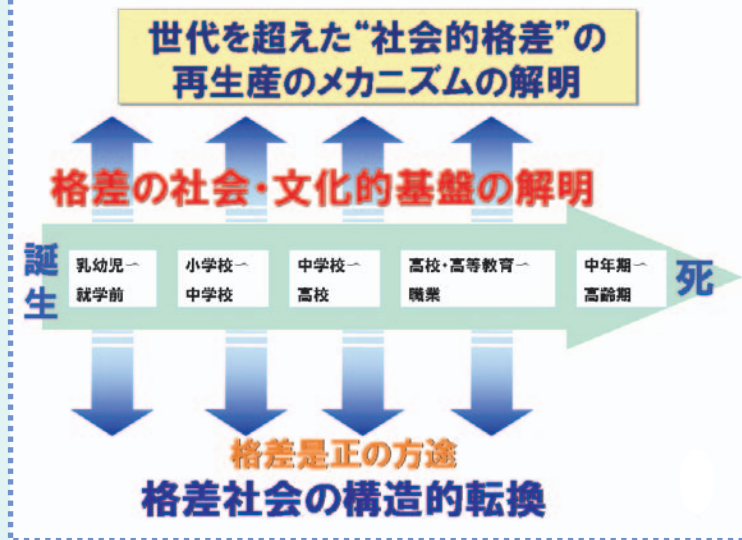 世代を超えた“社会的格差”の
再生産のメカニズムの解明
格差の社会・文化的基盤の解明
誕生
乳幼児〜
就学前
小学校〜
中学校
中学校〜
高校
高校・高等教育〜
職業
中年期〜
高齢期
死
格差是正の方途
格差社会の構造的転換